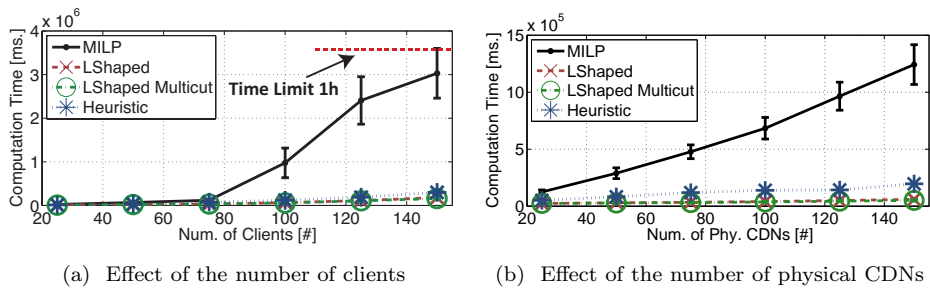 x 10^6
4
3
2
1
0
Computation Time [ms.]
MILP
LShaped
LShaped Multicut
Heuristic
Time Limit 1h
20 40 60 80 100 120 140
Num. of Clients [#]
(a) Effect of the number of clients
x 10^5
15
10
5
0
Computation Time [ms.]
MILP
LShaped
LShaped Multicut
Heuristic
20 40 60 80 100 120 140
Num. of Phy. CDNs [#]
(b) Effect of the number of physical CDNs